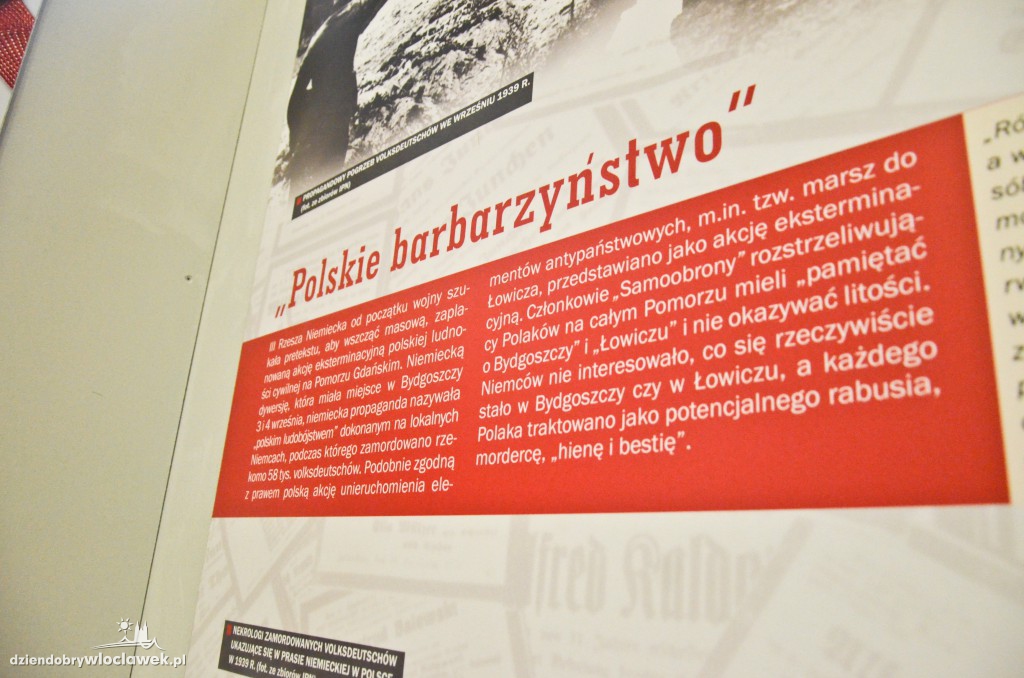 PROPAGANDOWY POGRZEB VOLKSDEUTSCHÓW WE WRZEŚNIU 1939 R.
(fot. ze zbiorów IPN)
„Polskie barbarzyństwo”
III Rzesza Niemiecka od początku wojny szu-
kała pretekstu, aby wszcząć masową, zapla-
nowaną akcję eksterminacyjną polskiej ludno-
ści cywilnej na Pomorzu Gdańskim. Niemiecką
dywersję, która miała miejsce w Bydgoszczy
3 i 4 września, niemiecka propaganda nazywała
„polskim ludobójstwem” dokonanym na lokalnych
Niemcach, podczas którego zamordowano rze-
komo 58 tys. volksdeutschów. Podobnie zgodną
z prawem polską akcję unieruchomienia ele-
mentów antypaństwowych, m.in. tzw. marsz do
Łowicza, przedstawiano jako akcję ekstermina-
cyjną. Członkowie „Samoobrony” rozstrzeliwują-
cy Polaków na całym Pomorzu mieli „pamiętać
o Bydgoszczy” i „Łowiczu” i nie okazywać litości.
Niemców nie interesowało, co się rzeczywiście
stało w Bydgoszczy czy w Łowiczu, a każdego
Polaka traktowano jako potencjalnego rabusia,
mordercę, „hienę i bestię”.
NEKROLOGI ZAMORDOWANYCH VOLKSDEUTSCHÓW
UKAZUJĄCE SIĘ W PRASIE NIEMIECKIEJ W POLSCE
W 1939 R. (fot. ze zbiorów IPN)
dziendobrywloclawek.pl